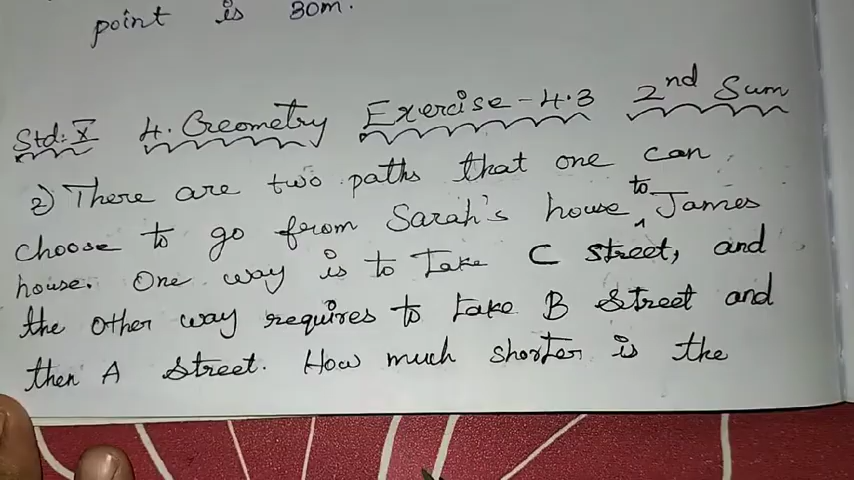 point is 30m.
Std: X 4. Geometry Exercise - 4.3 2nd Sum
2) There are two paths that one can
choose to go from Sarah's house to James
house. One way is to take C street, and
the other way requires to take B Street and
then A Street. How much shorter is the